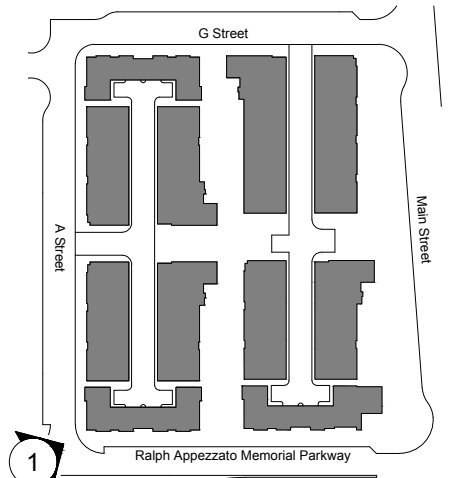 G Street
A Street
Main Street
Ralph Appezzato Memorial Parkway
1